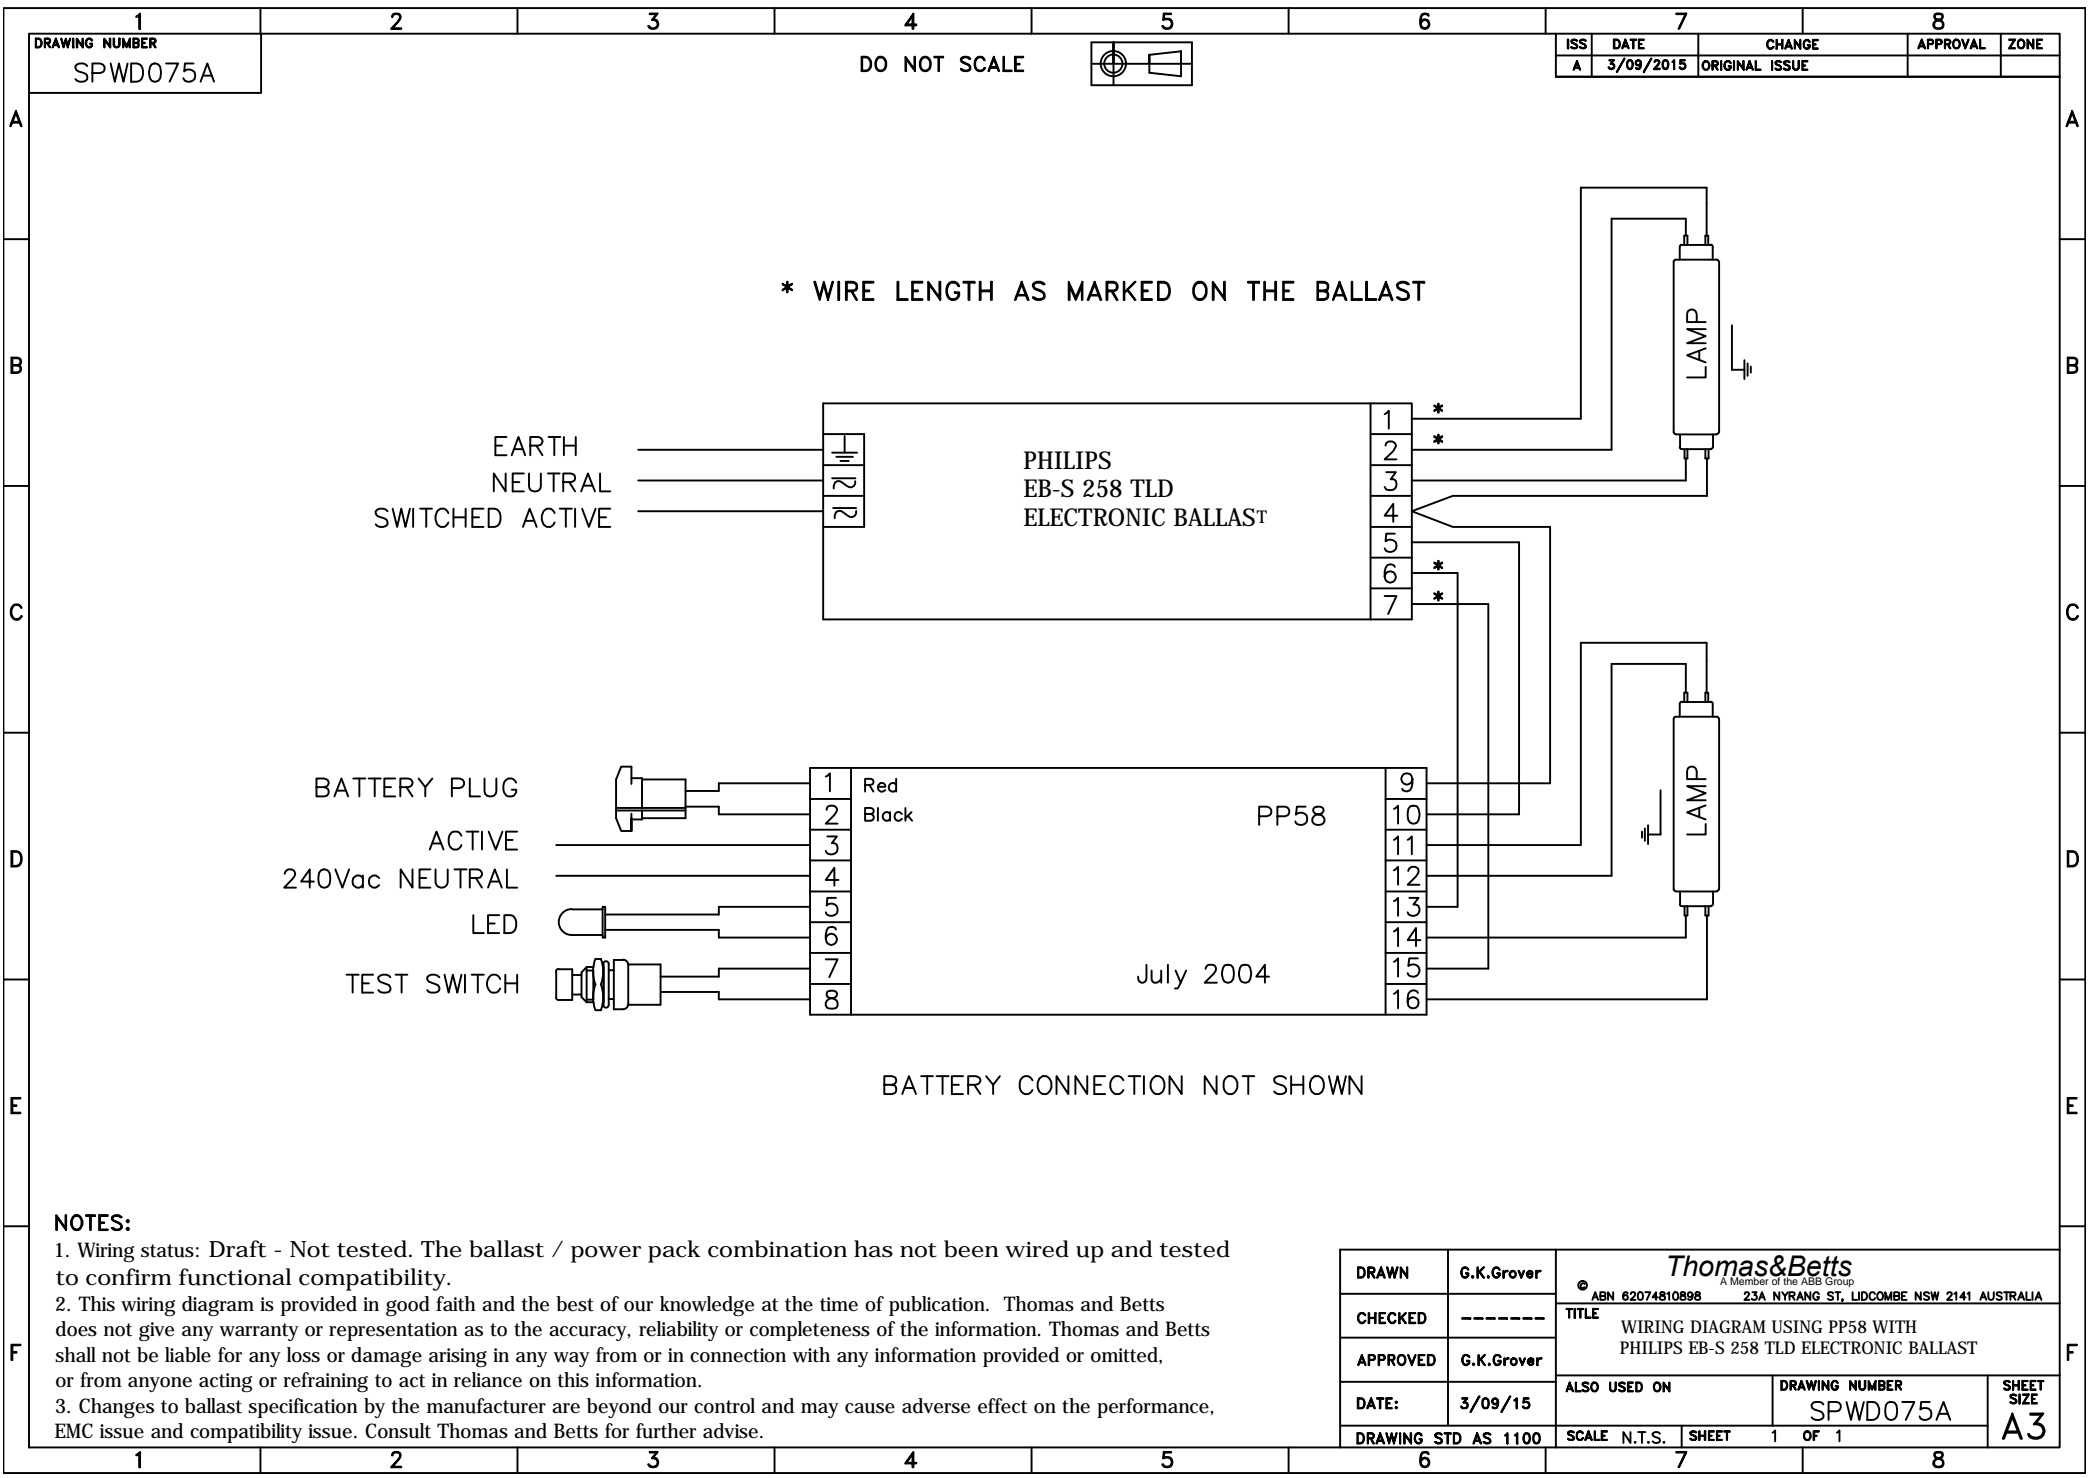 1 2 3 4 5 6 7 8
DRAWING NUMBER
SPWD075A
DO NOT SCALE
ISS DATE CHANGE APPROVAL ZONE
A 3/09/2015 ORIGINAL ISSUE
A A
* WIRE LENGTH AS MARKED ON THE BALLAST
LAMP
B B
EARTH
NEUTRAL
SWITCHED ACTIVE
PHILIPS
EB-S 258 TLD
ELECTRONIC BALLAST
1 *
2 *
3
4
5
6 *
7 *
C C
BATTERY PLUG
ACTIVE
240Vac NEUTRAL
LED
TEST SWITCH
1 Red
2 Black
3
4
5
6
7
8
PP58
July 2004
9
10
11
12
13
14
15
16
LAMP
D D
BATTERY CONNECTION NOT SHOWN
E E
NOTES:
1. Wiring status: Draft - Not tested. The ballast / power pack combination has not been wired up and tested
to confirm functional compatibility.
2. This wiring diagram is provided in good faith and the best of our knowledge at the time of publication. Thomas and Betts
does not give any warranty or representation as to the accuracy, reliability or completeness of the information. Thomas and Betts
shall not be liable for any loss or damage arising in any way from or in connection with any information provided or omitted,
or from anyone acting or refraining to act in reliance on this information.
3. Changes to ballast specification by the manufacturer are beyond our control and may cause adverse effect on the performance,
EMC issue and compatibility issue. Consult Thomas and Betts for further advise.
F F
DRAWN G.K.Grover
CHECKED -------
APPROVED G.K.Grover
DATE: 3/09/15
DRAWING STD AS 1100
Thomas&Betts
A Member of the ABB Group
© ABN 62074810898 23A NYRANG ST, LIDCOMBE NSW 2141 AUSTRALIA
TITLE
WIRING DIAGRAM USING PP58 WITH
PHILIPS EB-S 258 TLD ELECTRONIC BALLAST
ALSO USED ON
DRAWING NUMBER
SPWD075A
SHEET
SIZE
A3
SCALE N.T.S. SHEET 1 OF 1
1 2 3 4 5 6 7 8